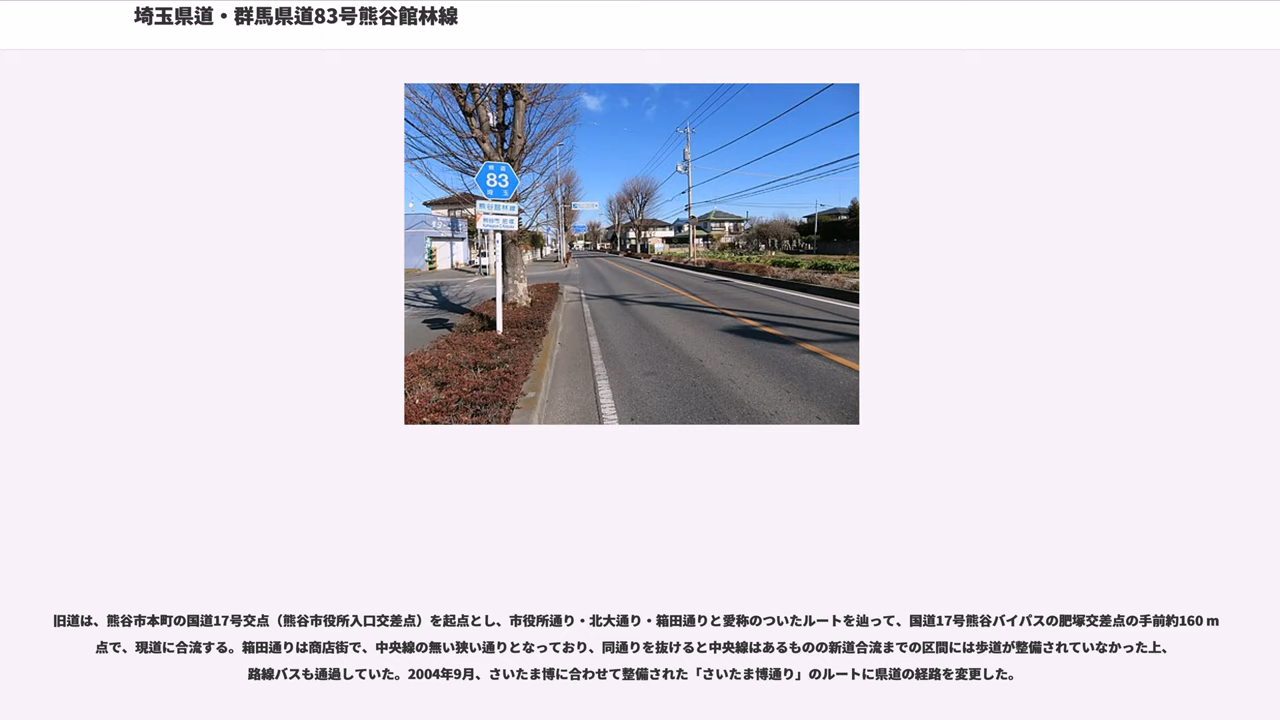 埼玉県道・群馬県道83号熊谷館林線
県道
83
埼玉
熊谷館林線
熊谷市 肥塚
旧道は、熊谷市本町の国道17号交点（熊谷市役所入口交差点）を起点とし、市役所通り・北大通り・箱田通りと愛称のついたルートを辿って、国道17号熊谷バイパスの肥塚交差点の手前約160 m
点で、現道に合流する。箱田通りは商店街で、中央線の無い狭い通りとなっており、同通りを抜けると中央線はあるものの新道合流までの区間には歩道が整備されていなかった上、
路線バスも通過していた。2004年9月、さいたま博に合わせて整備された「さいたま博通り」のルートに県道の経路を変更した。